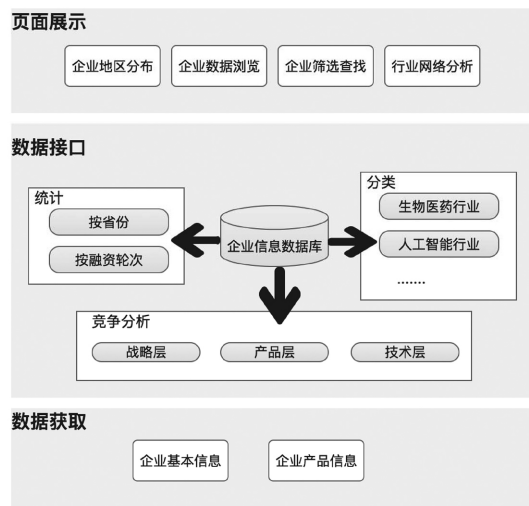 页面展示
企业地区分布
企业数据浏览
企业筛选查找
行业网络分析
数据接口
统计
按省份
按融资轮次
企业信息数据库
分类
生物医药行业
人工智能行业
.......
竞争分析
战略层
产品层
技术层
数据获取
企业基本信息
企业产品信息